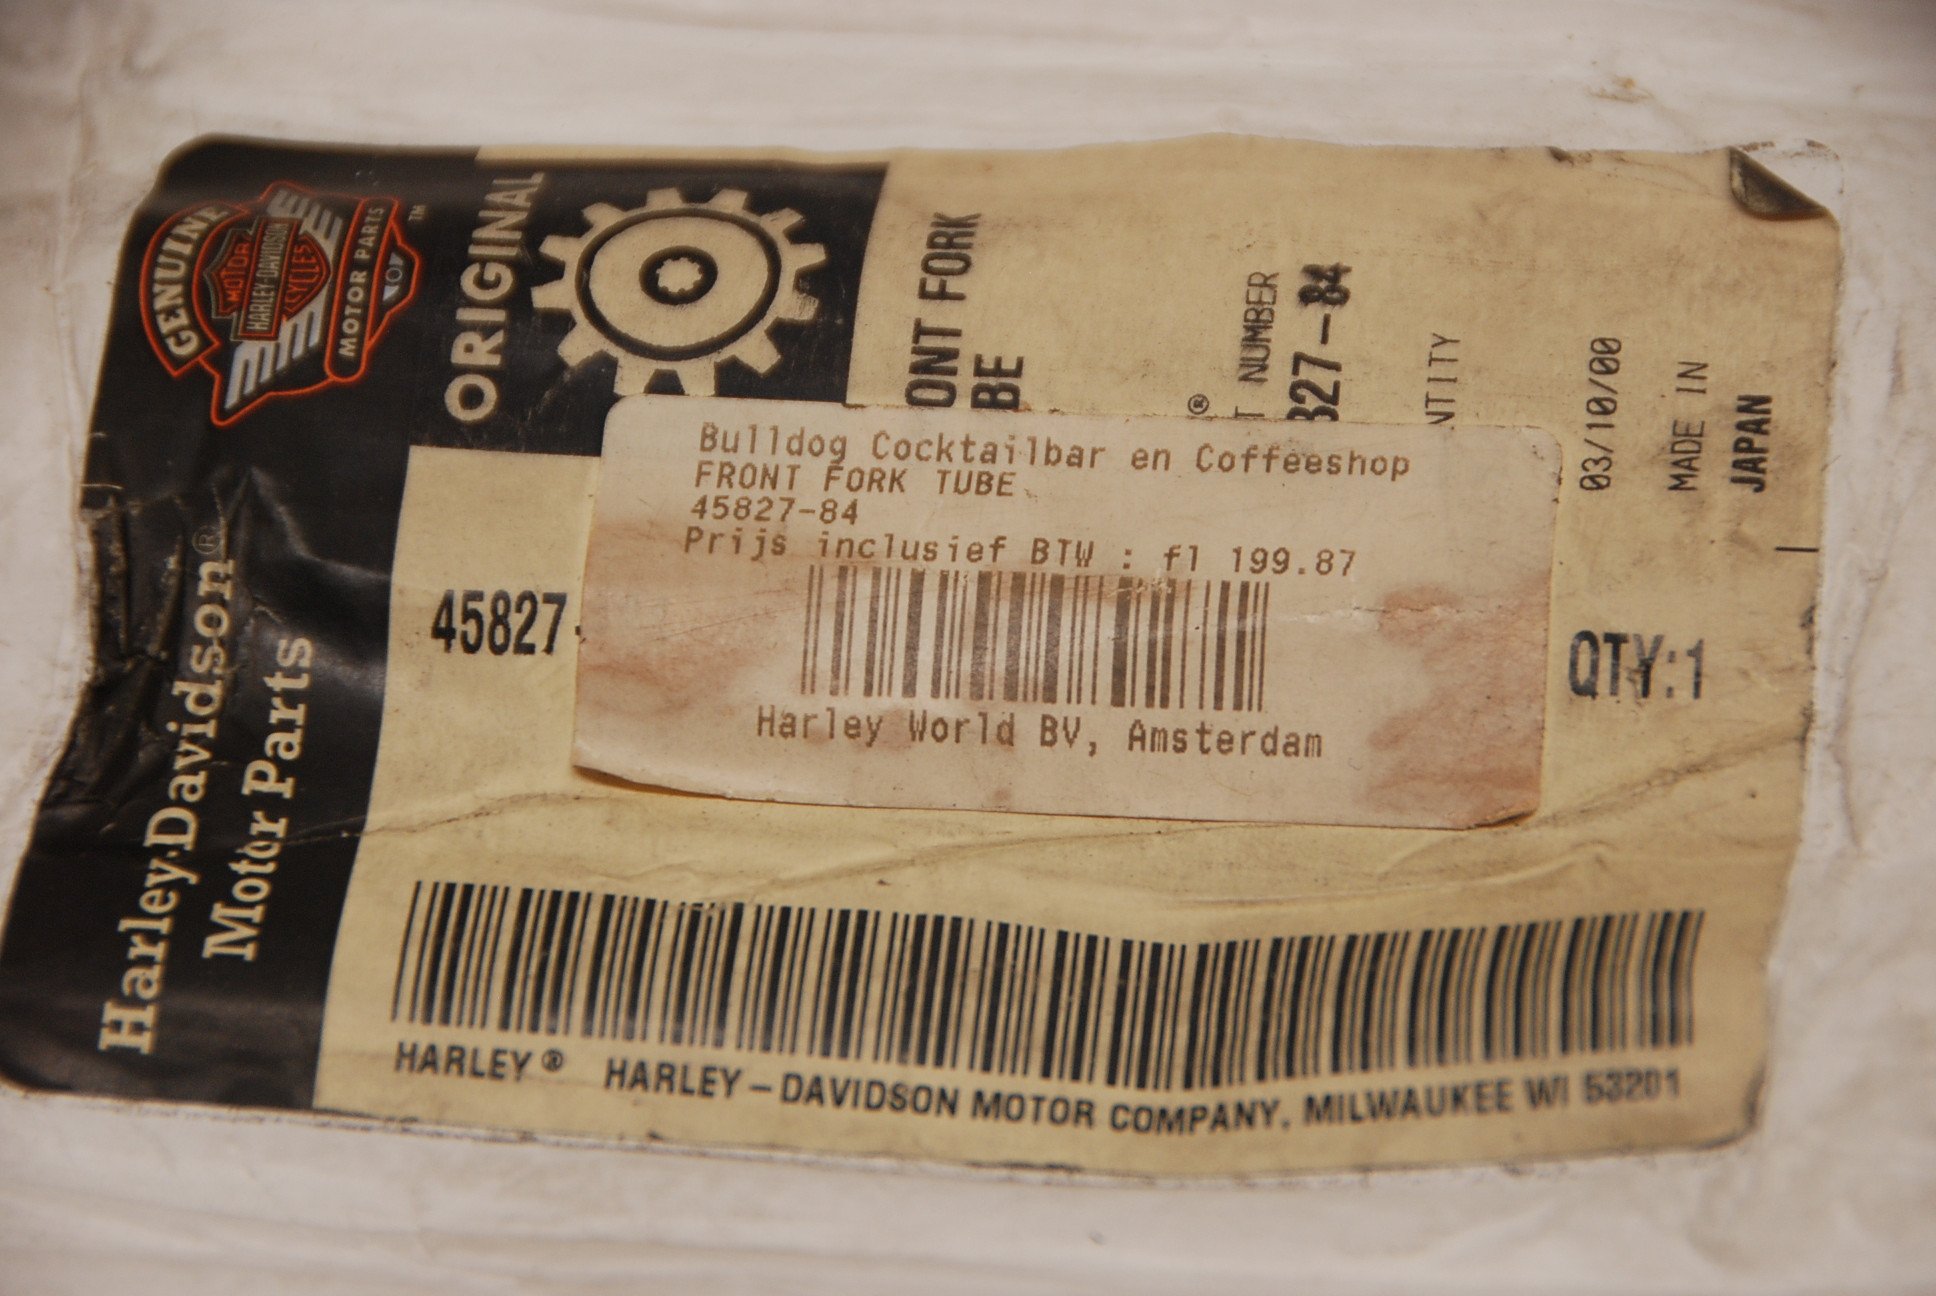 GENUINE
MOTOR
HARLEY-DAVIDSON
CYCLES
MOTOR PARTS
TM
ORIGINAL
Harley-Davidson®
Motor Parts
ONT FORK
BE
®
T NUMBER
827-84
NTITY
03/10/00
MADE IN
JAPAN
45827-
Bulldog Cocktailbar en Coffeeshop
FRONT FORK TUBE
45827-84
Prijs inclusief BTW : fl 199.87
Harley World BV, Amsterdam
QTY:1
HARLEY® HARLEY-DAVIDSON MOTOR COMPANY, MILWAUKEE WI 53201